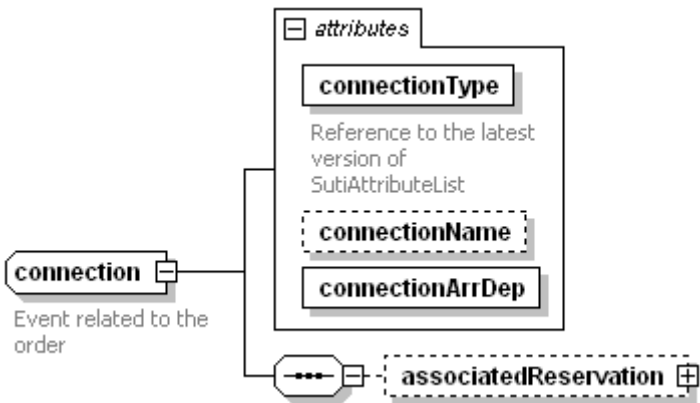 attributes
connectionType
Reference to the latest
version of
SutiAttributeList
connectionName
connectionArrDep
connection
Event related to the
order
associatedReservation